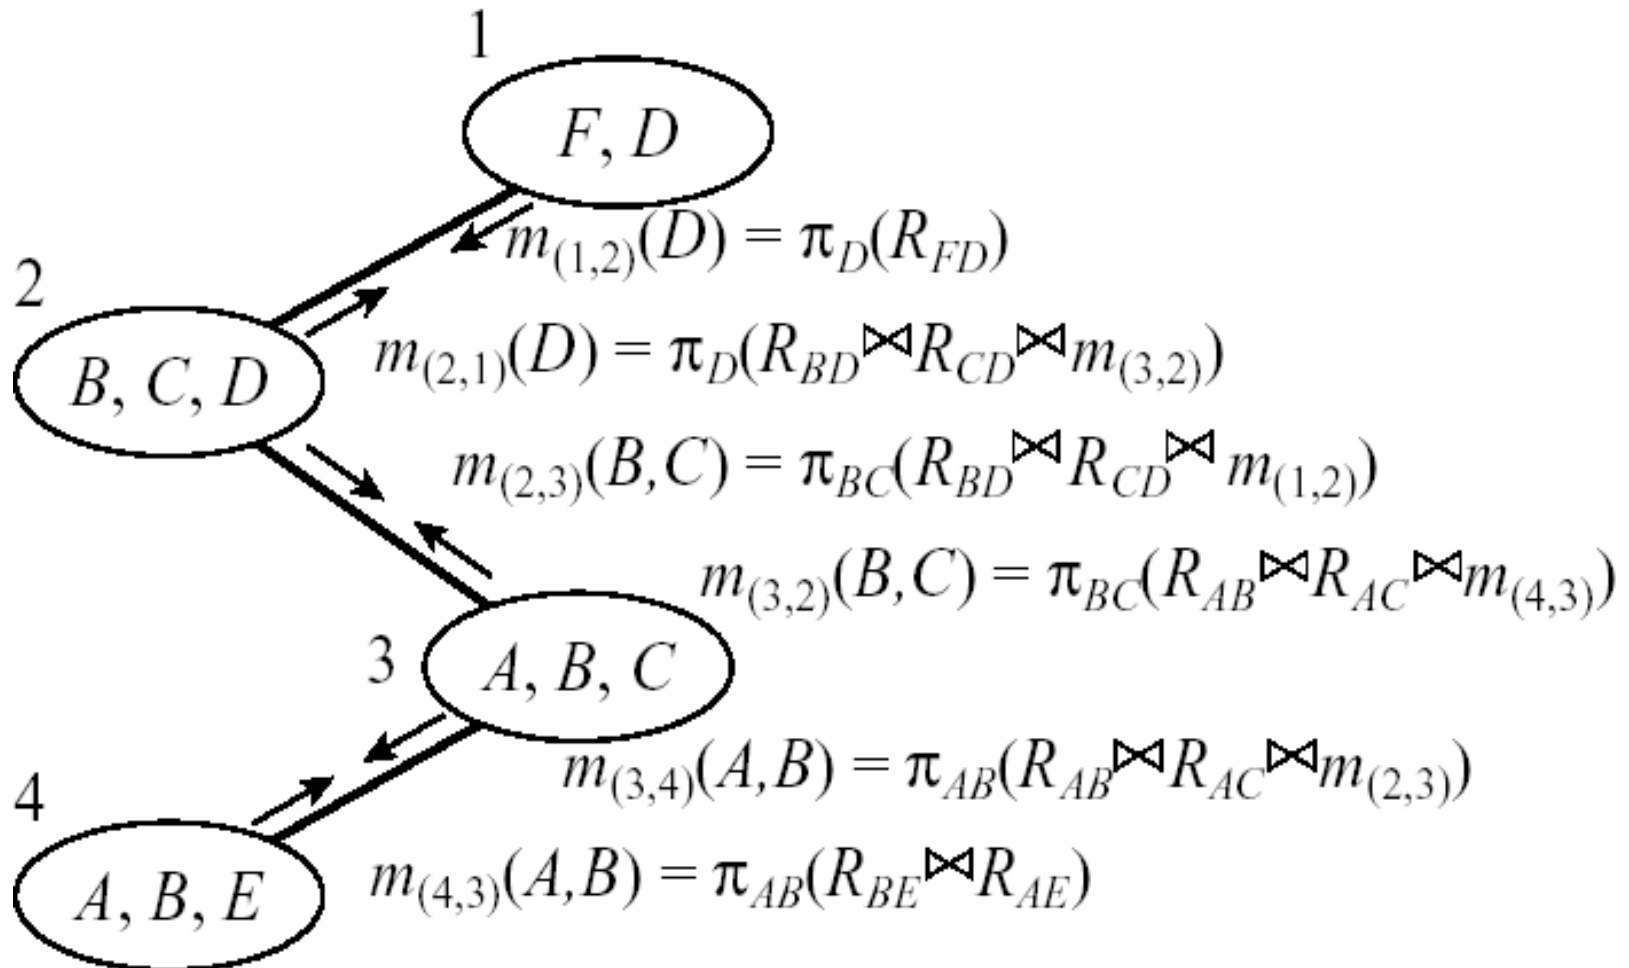 1
F, D
m(1,2)(D) = πD(RFD)
2
B, C, D
m(2,1)(D) = πD(RBD⋈RCD⋈m(3,2))
m(2,3)(B,C) = πBC(RBD⋈RCD⋈m(1,2))
m(3,2)(B,C) = πBC(RAB⋈RAC⋈m(4,3))
3
A, B, C
m(3,4)(A,B) = πAB(RAB⋈RAC⋈m(2,3))
4
A, B, E
m(4,3)(A,B) = πAB(RBE⋈RAE)